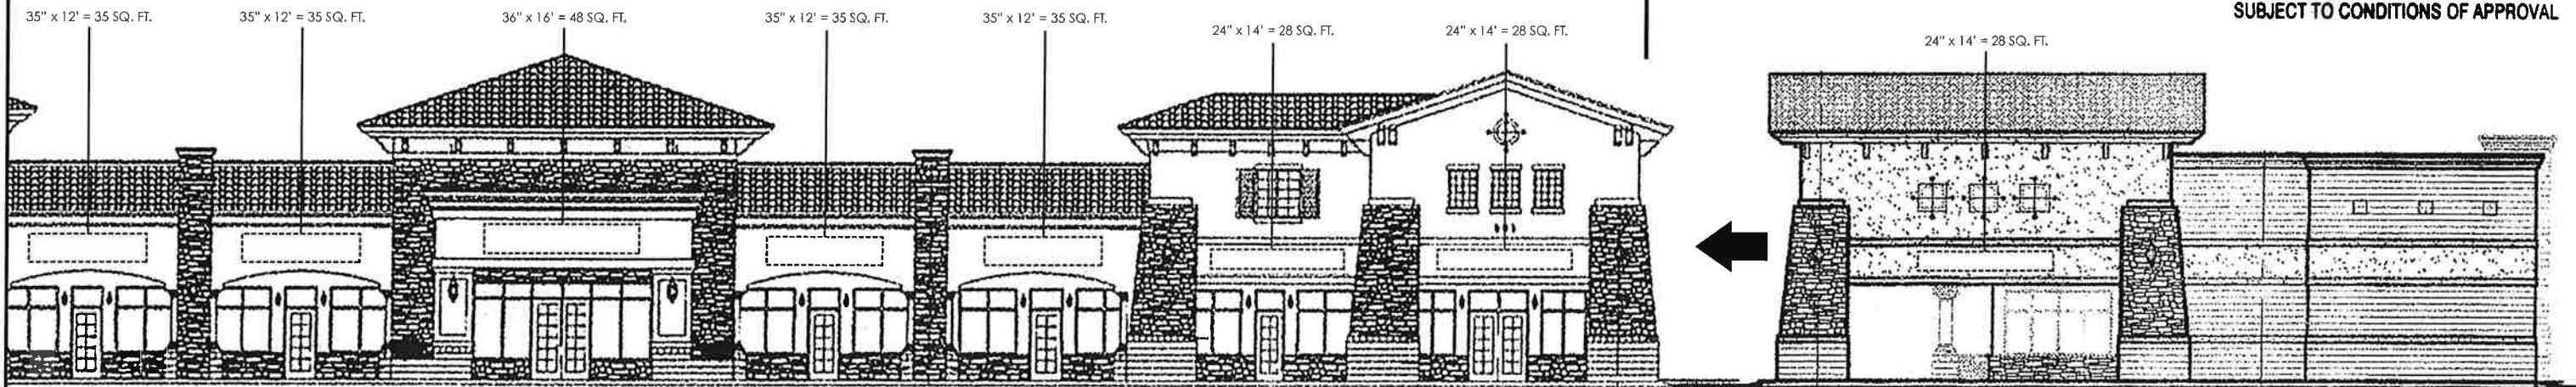 SUBJECT TO CONDITIONS OF APPROVAL
35" x 12' = 35 SQ. FT.
35" x 12' = 35 SQ. FT.
36" x 16' = 48 SQ. FT.
35" x 12' = 35 SQ. FT.
35" x 12' = 35 SQ. FT.
24" x 14' = 28 SQ. FT.
24" x 14' = 28 SQ. FT.
24" x 14' = 28 SQ. FT.